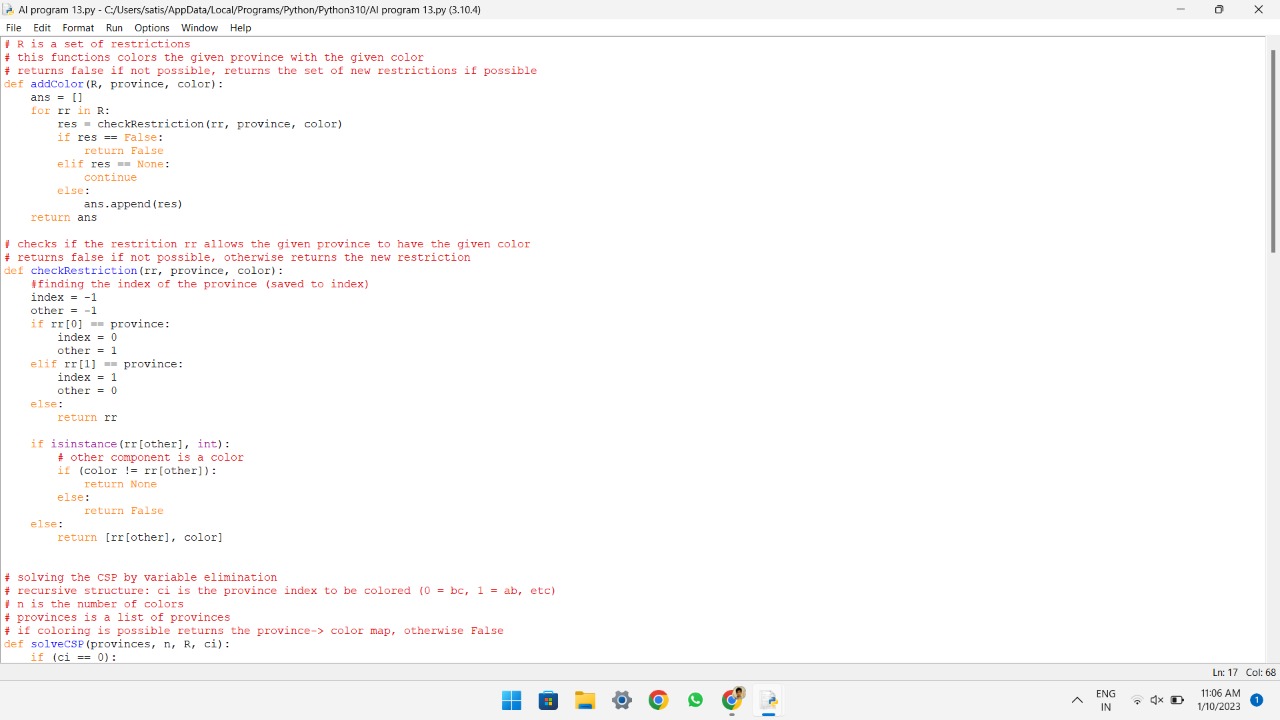 AI program 13.py - C:/Users/satis/AppData/Local/Programs/Python/Python310/AI program 13.py (3.10.4)
File Edit Format Run Options Window Help
# R is a set of restrictions
# this functions colors the given province with the given color
# returns false if not possible, returns the set of new restrictions if possible
def addColor(R, province, color):
    ans = []
    for rr in R:
        res = checkRestriction(rr, province, color)
        if res == False:
            return False
        elif res == None:
            continue
        else:
            ans.append(res)
    return ans

# checks if the restrition rr allows the given province to have the given color
# returns false if not possible, otherwise returns the new restriction
def checkRestriction(rr, province, color):
    #finding the index of the province (saved to index)
    index = -1
    other = -1
    if rr[0] == province:
        index = 0
        other = 1
    elif rr[1] == province:
        index = 1
        other = 0
    else:
        return rr

    if isinstance(rr[other], int):
        # other component is a color
        if (color != rr[other]):
            return None
        else:
            return False
    else:
        return [rr[other], color]

# solving the CSP by variable elimination
# recursive structure: ci is the province index to be colored (0 = bc, 1 = ab, etc)
# n is the number of colors
# provinces is a list of provinces
# if coloring is possible returns the province-> color map, otherwise False
def solveCSP(provinces, n, R, ci):
    if (ci == 0):
Ln: 17 Col: 68
ENG
IN
11:06 AM
1/10/2023
1